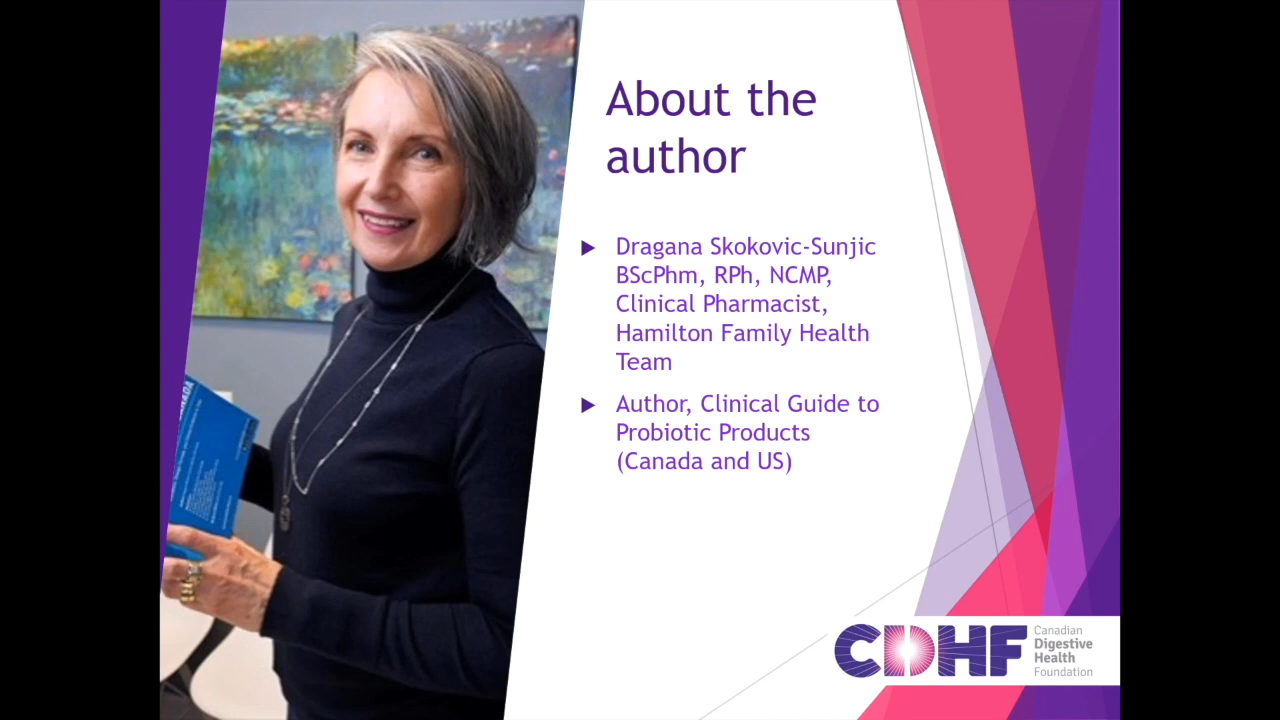 About the
author
Dragana Skokovic-Sunjic
BScPhm, RPh, NCMP,
Clinical Pharmacist,
Hamilton Family Health
Team
Author, Clinical Guide to
Probiotic Products
(Canada and US)
CDHF
Canadian
Digestive
Health
Foundation